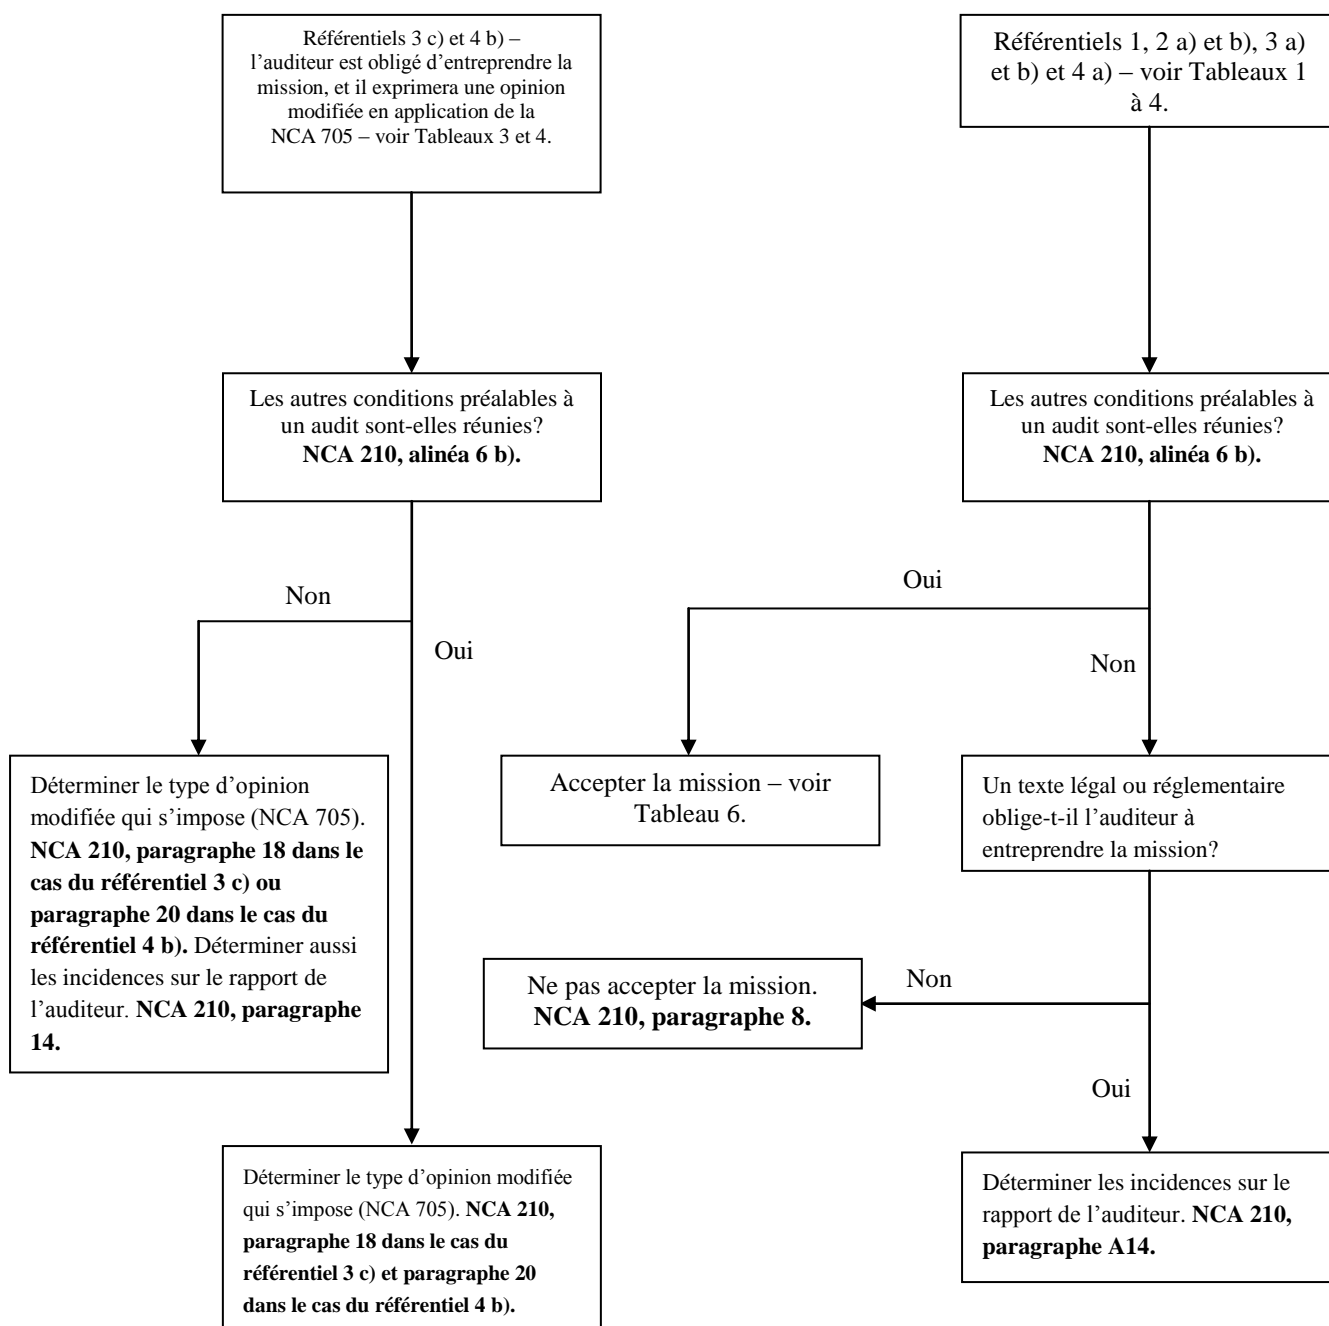 Référentiels 3 c) et 4 b) –
l’auditeur est obligé d’entreprendre la
mission, et il exprimera une opinion
modifiée en application de la
NCA 705 – voir Tableaux 3 et 4.
Référentiels 1, 2 a) et b), 3 a)
et b) et 4 a) – voir Tableaux 1
à 4.
Les autres conditions préalables à
un audit sont-elles réunies?
NCA 210, alinéa 6 b).
Les autres conditions préalables à
un audit sont-elles réunies?
NCA 210, alinéa 6 b).
Non
Oui
Oui
Non
Déterminer le type d’opinion
modifiée qui s’impose (NCA 705).
NCA 210, paragraphe 18 dans le
cas du référentiel 3 c) ou
paragraphe 20 dans le cas du
référentiel 4 b). Déterminer aussi
les incidences sur le rapport de
l’auditeur. NCA 210, paragraphe
14.
Accepter la mission – voir
Tableau 6.
Un texte légal ou réglementaire
oblige-t-il l’auditeur à
entreprendre la mission?
Ne pas accepter la mission.
NCA 210, paragraphe 8.
Non
Oui
Déterminer le type d’opinion modifiée
qui s’impose (NCA 705). NCA 210,
paragraphe 18 dans le cas du
référentiel 3 c) et paragraphe 20
dans le cas du référentiel 4 b).
Déterminer les incidences sur le
rapport de l’auditeur. NCA 210,
paragraphe A14.